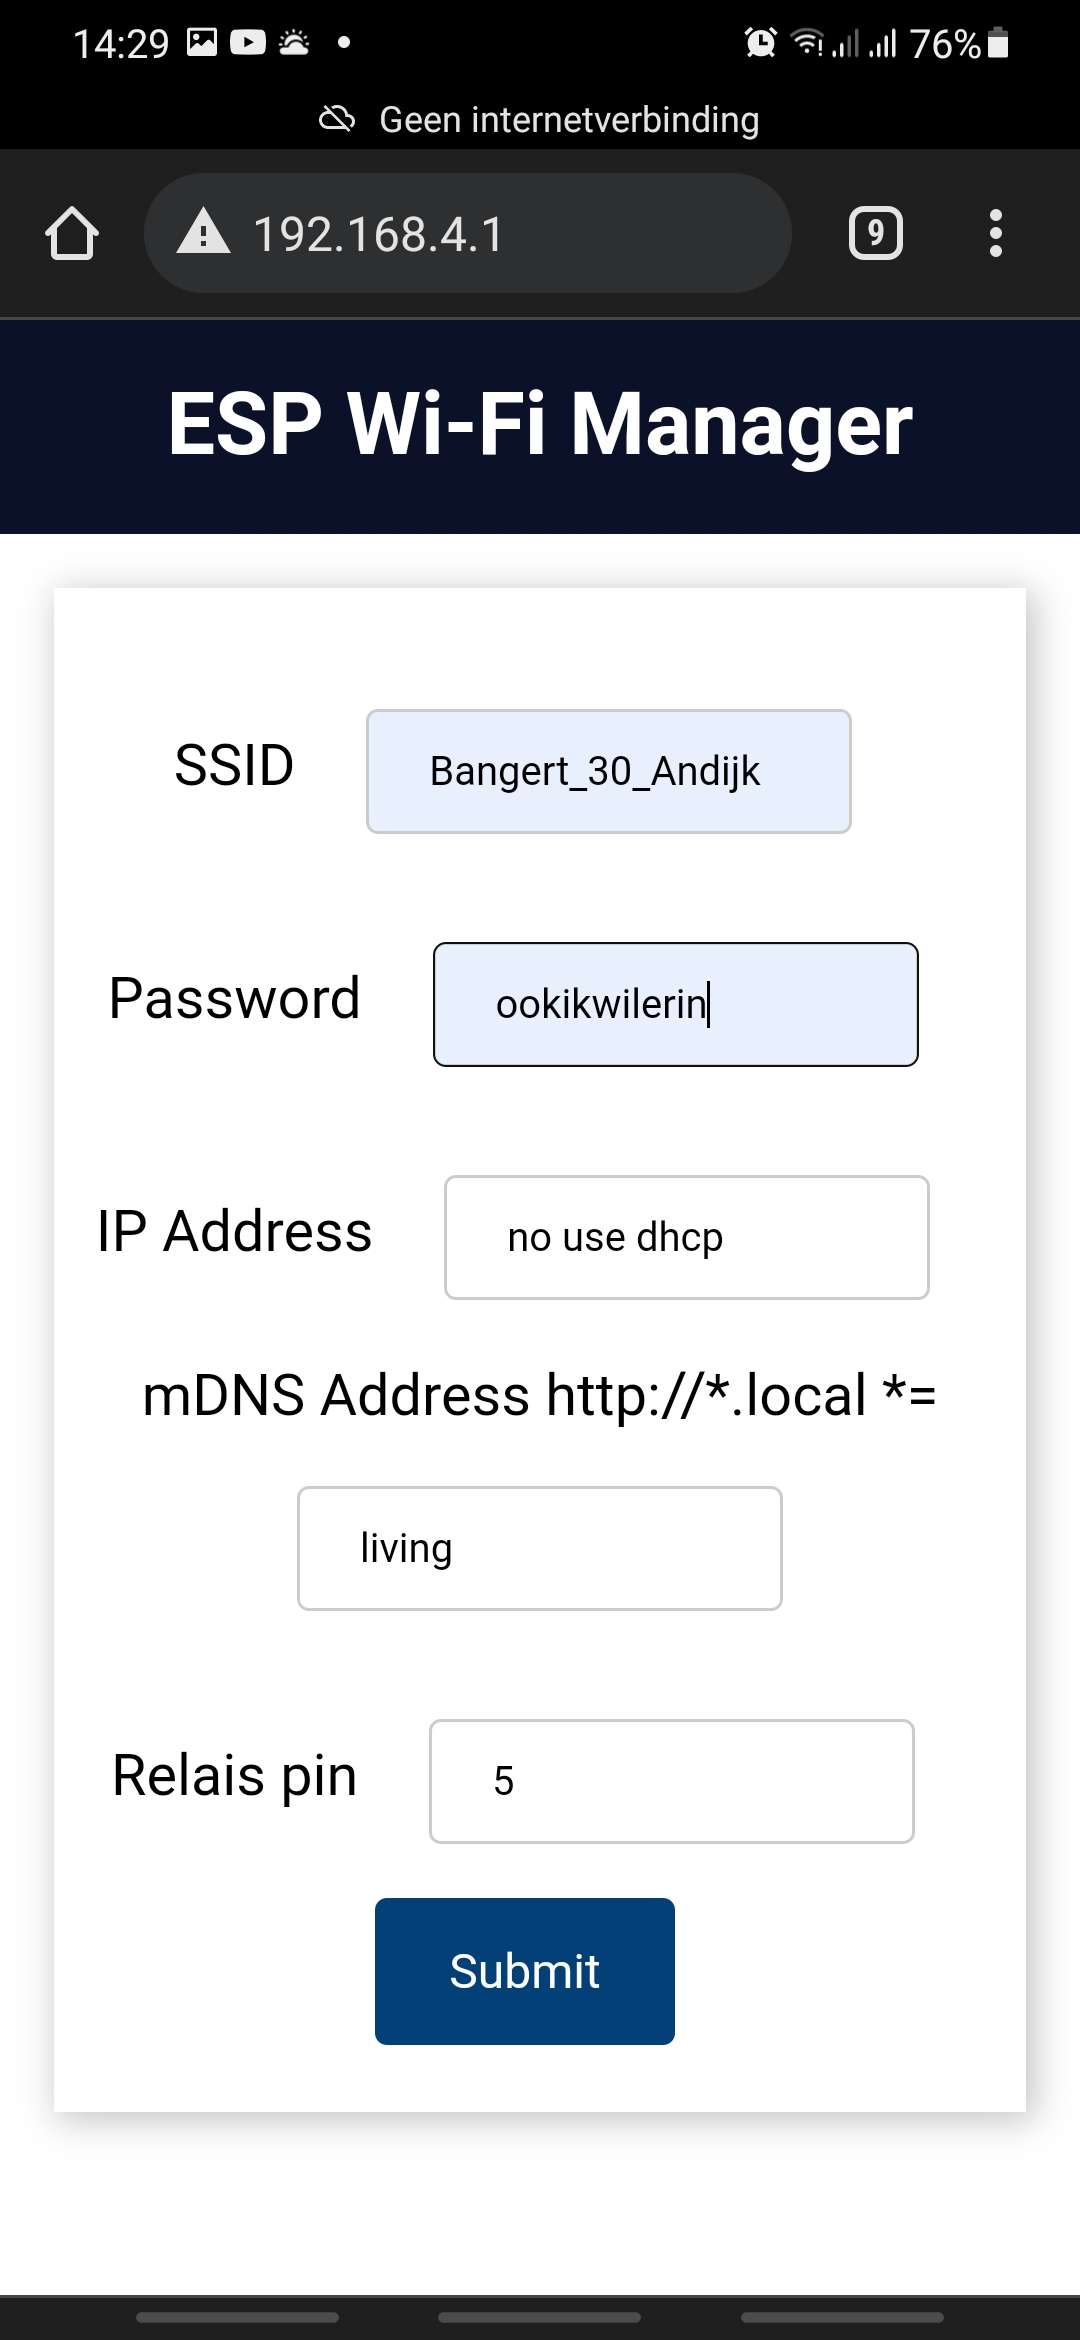 14:29 76%
Geen internetverbinding
192.168.4.1 9
ESP Wi-Fi Manager
SSID Bangert_30_Andijk
Password ookikwilerin
IP Address no use dhcp
mDNS Address http://*.local *=
living
Relais pin 5
Submit